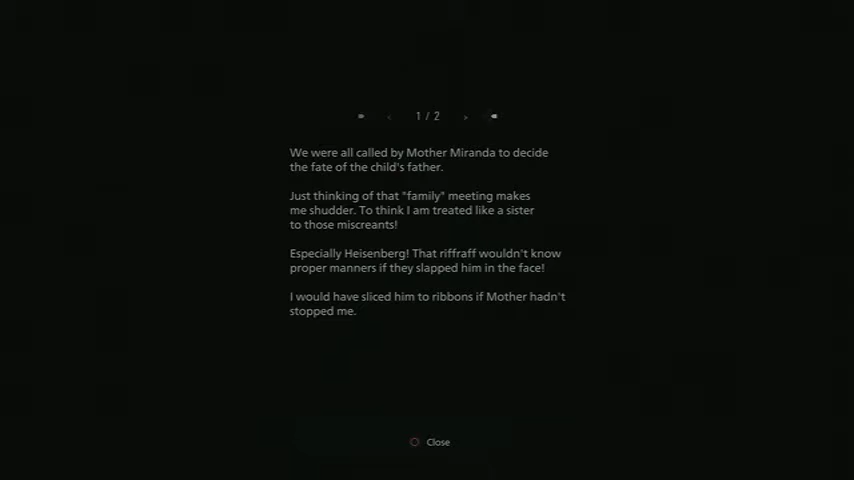 1 / 2
We were all called by Mother Miranda to decide
the fate of the child's father.
Just thinking of that "family" meeting makes
me shudder. To think I am treated like a sister
to those miscreants!
Especially Heisenberg! That riffraff wouldn't know
proper manners if they slapped him in the face!
I would have sliced him to ribbons if Mother hadn't
stopped me.
Close